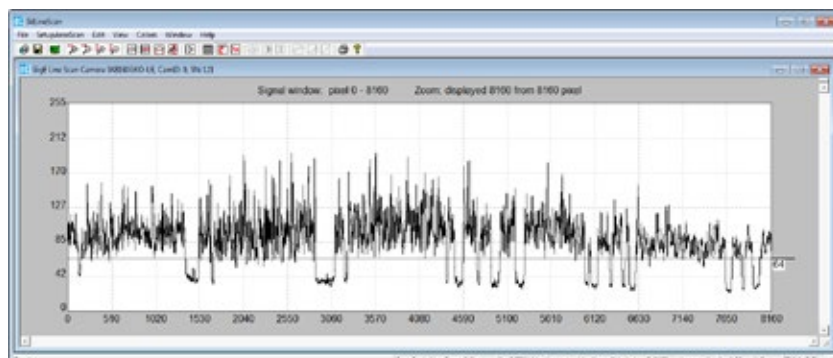 SkLineScan
File Setup LineScan Edit View Colors Window Help
Signal window: pixel 0 - 8160 Zoom: displayed 8160 from 8160 pixel
255
212
170
127
85
42
0
64
0 510 1020 1530 2040 2550 3060 3570 4080 4590 5100 5610 6120 6630 7140 7650 8160